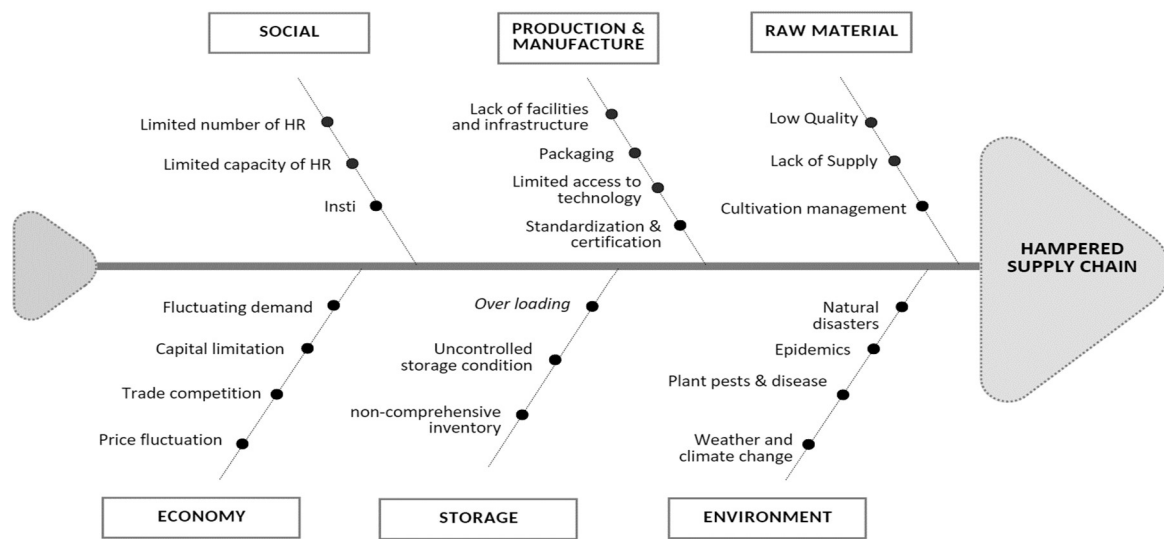 SOCIAL
PRODUCTION &
MANUFACTURE
RAW MATERIAL
Limited number of HR
Limited capacity of HR
Insti
Lack of facilities
and infrastructure
Packaging
Limited access to
technology
Standardization &
certification
Low Quality
Lack of Supply
Cultivation management
HAMPERED
SUPPLY CHAIN
Fluctuating demand
Capital limitation
Trade competition
Price fluctuation
Over loading
Uncontrolled
storage condition
non-comprehensive
inventory
Natural
disasters
Epidemics
Plant pests & disease
Weather and
climate change
ECONOMY
STORAGE
ENVIRONMENT